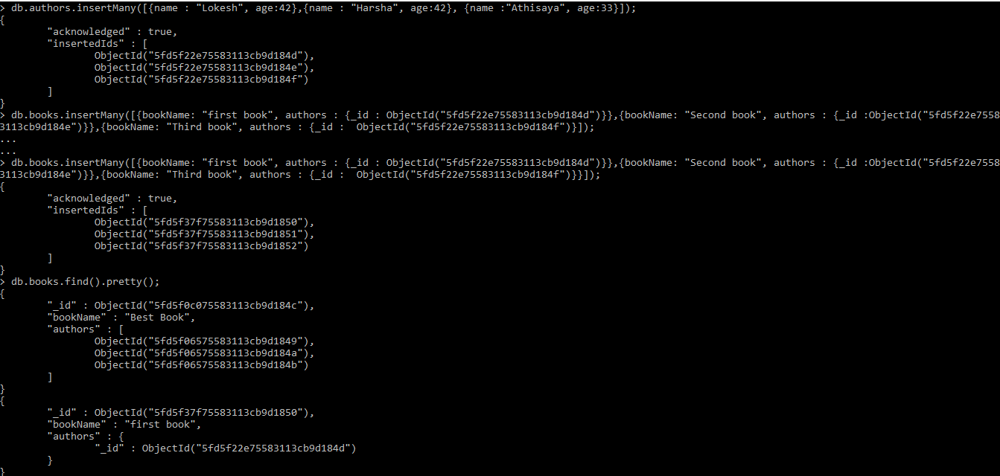 > db.authors.insertMany([{name : "Lokesh", age:42},{name : "Harsha", age:42}, {name :"Athisaya", age:33}]);
{
        "acknowledged" : true,
        "insertedIds" : [
                ObjectId("5fd5f22e75583113cb9d184d"),
                ObjectId("5fd5f22e75583113cb9d184e"),
                ObjectId("5fd5f22e75583113cb9d184f")
        ]
}
> db.books.insertMany([{bookName: "first book", authors : {_id : ObjectId("5fd5f22e75583113cb9d184d")}},{bookName: "Second book", authors : {_id :ObjectId("5fd5f22e7558
3113cb9d184e")}},{bookName: "Third book", authors : {_id :  ObjectId("5fd5f22e75583113cb9d184f")}]);
...
...
> db.books.insertMany([{bookName: "first book", authors : {_id : ObjectId("5fd5f22e75583113cb9d184d")}},{bookName: "Second book", authors : {_id :ObjectId("5fd5f22e7558
3113cb9d184e")}},{bookName: "Third book", authors : {_id :  ObjectId("5fd5f22e75583113cb9d184f")}}]);
{
        "acknowledged" : true,
        "insertedIds" : [
                ObjectId("5fd5f37f75583113cb9d1850"),
                ObjectId("5fd5f37f75583113cb9d1851"),
                ObjectId("5fd5f37f75583113cb9d1852")
        ]
}
> db.books.find().pretty();
{
        "_id" : ObjectId("5fd5f0c075583113cb9d184c"),
        "bookName" : "Best Book",
        "authors" : [
                ObjectId("5fd5f06575583113cb9d1849"),
                ObjectId("5fd5f06575583113cb9d184a"),
                ObjectId("5fd5f06575583113cb9d184b")
        ]
}
{
        "_id" : ObjectId("5fd5f37f75583113cb9d1850"),
        "bookName" : "first book",
        "authors" : {
                "_id" : ObjectId("5fd5f22e75583113cb9d184d")
        }
}